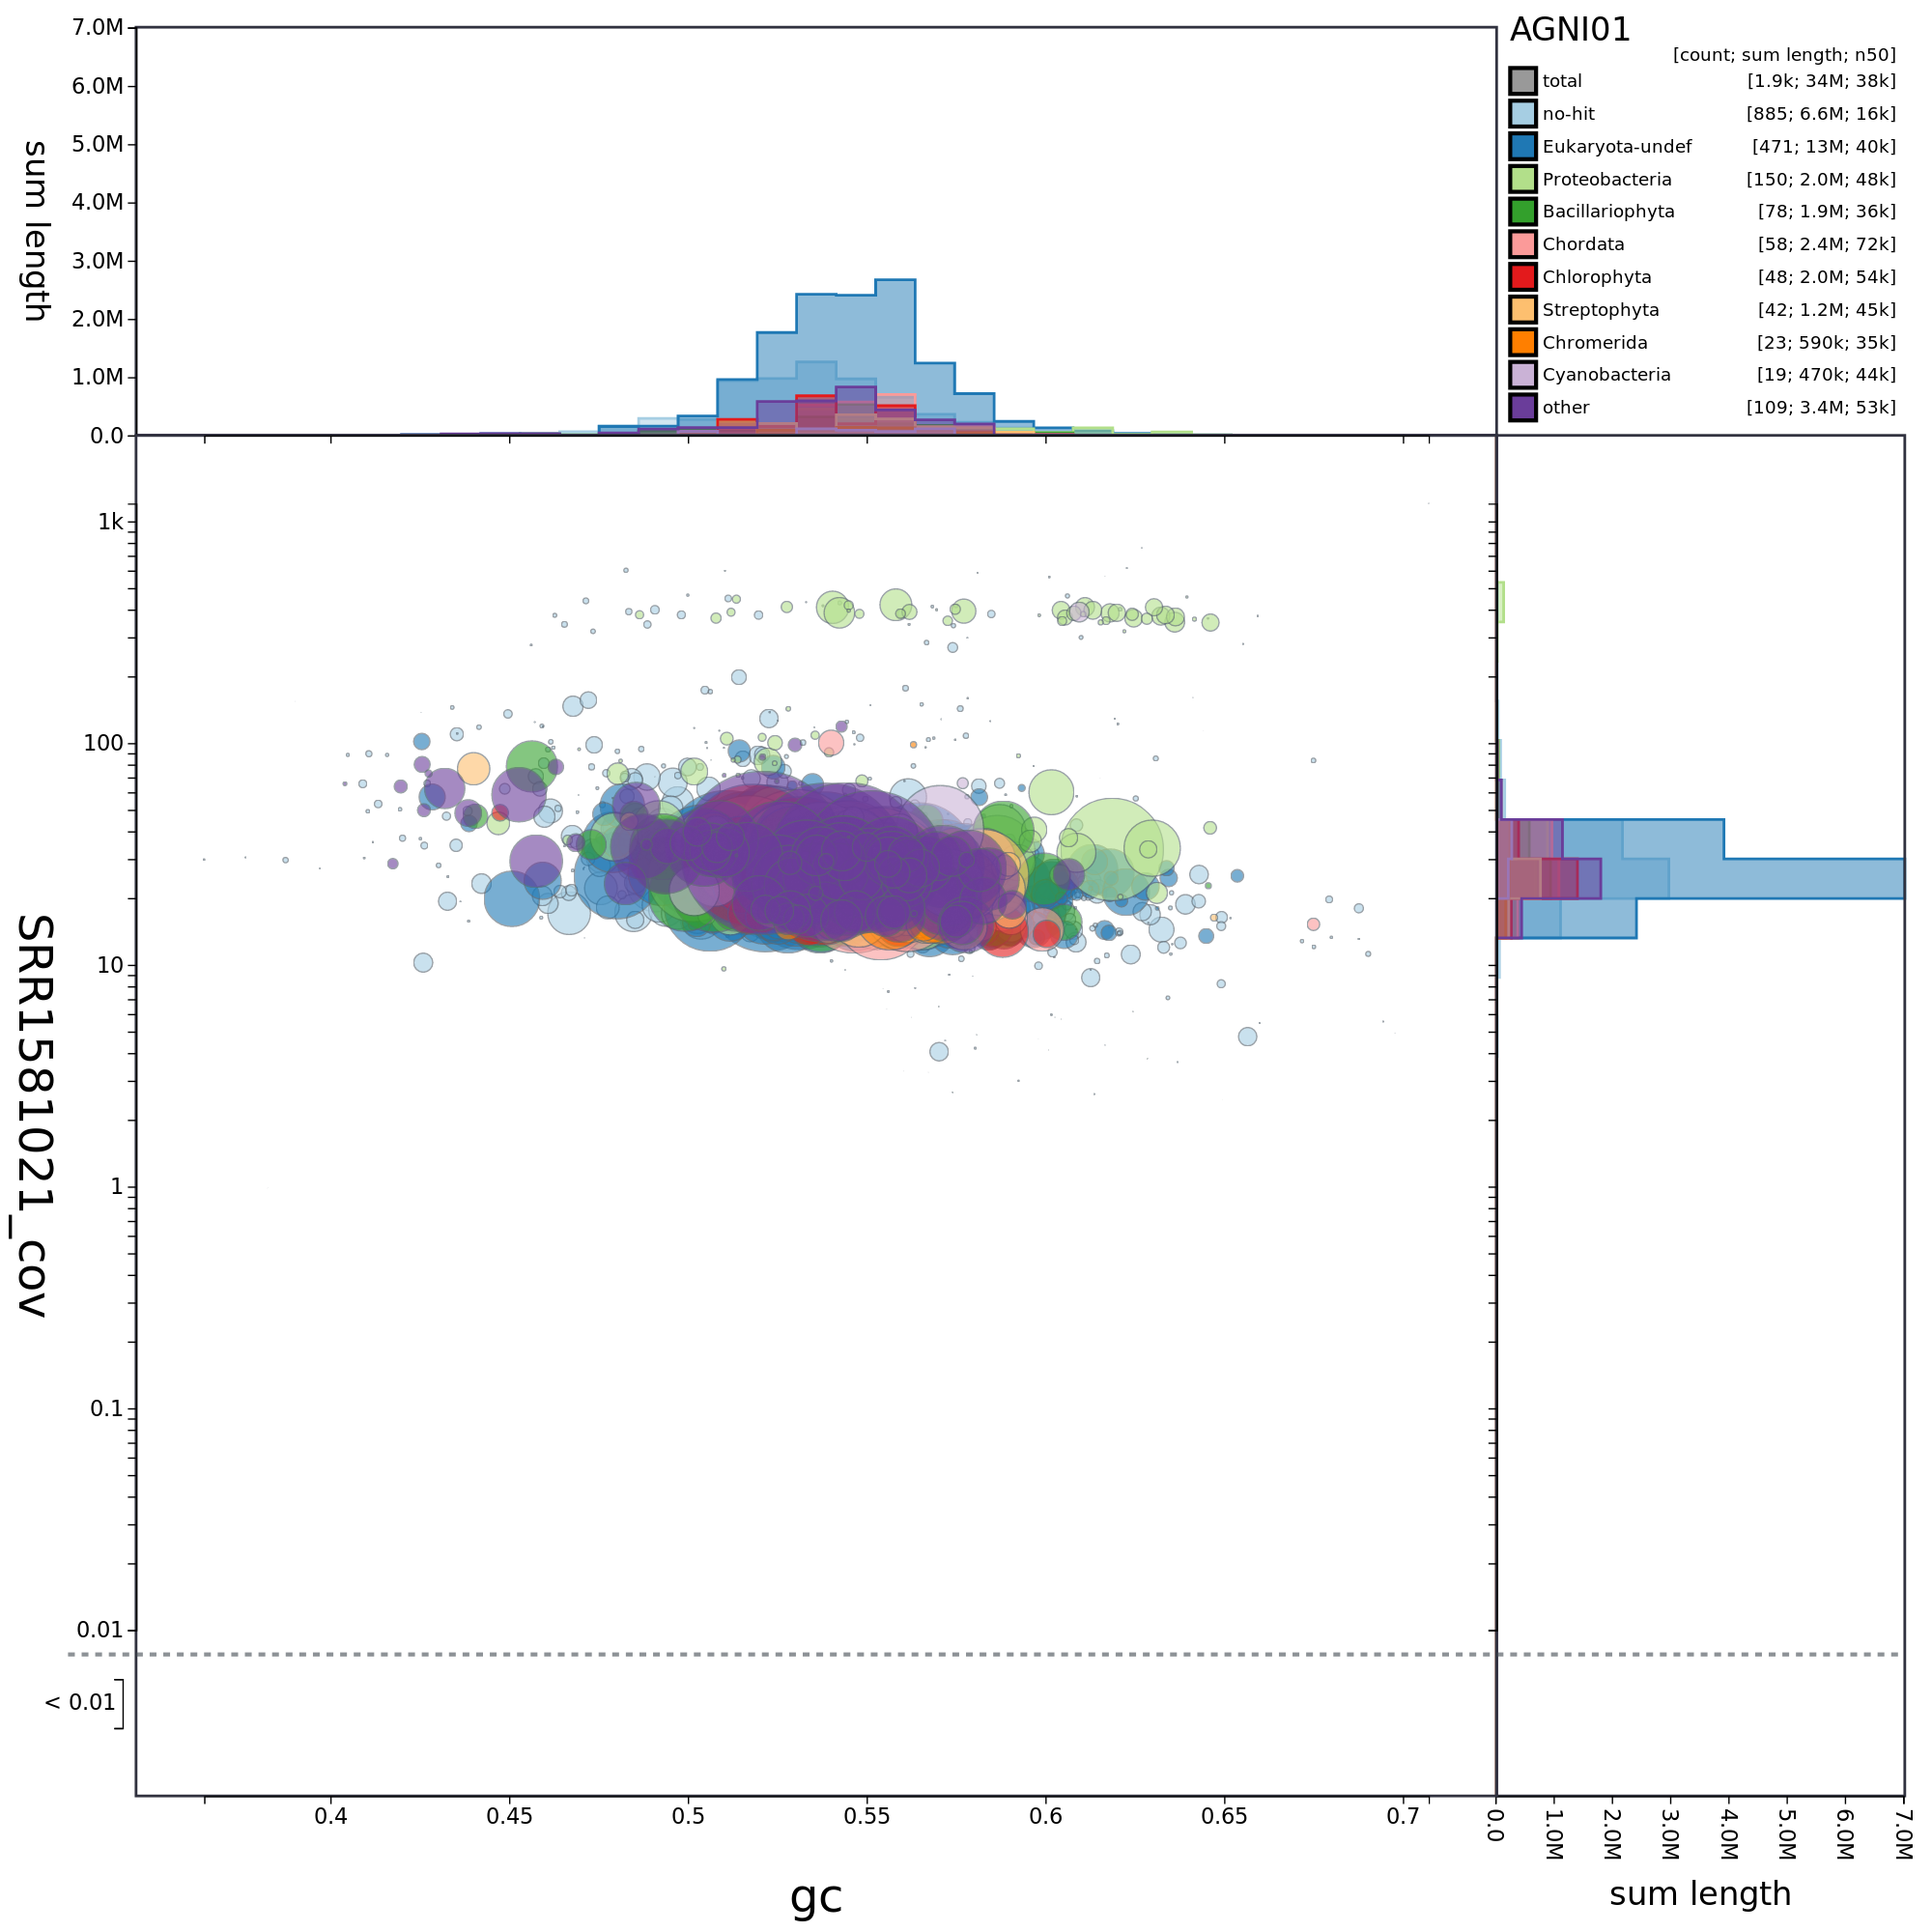 AGNI01
[count; sum length; n50]
total [1.9k; 34M; 38k]
no-hit [885; 6.6M; 16k]
Eukaryota-undef [471; 13M; 40k]
Proteobacteria [150; 2.0M; 48k]
Bacillariophyta [78; 1.9M; 36k]
Chordata [58; 2.4M; 72k]
Chlorophyta [48; 2.0M; 54k]
Streptophyta [42; 1.2M; 45k]
Chromerida [23; 590k; 35k]
Cyanobacteria [19; 470k; 44k]
other [109; 3.4M; 53k]
sum length
7.0M
6.0M
5.0M
4.0M
3.0M
2.0M
1.0M
0.0
SRR1581021_cov
1k
100
10
1
0.1
0.01
< 0.01
0.4 0.45 0.5 0.55 0.6 0.65 0.7
gc
0.0 1.0M 2.0M 3.0M 4.0M 5.0M 6.0M 7.0M
sum length